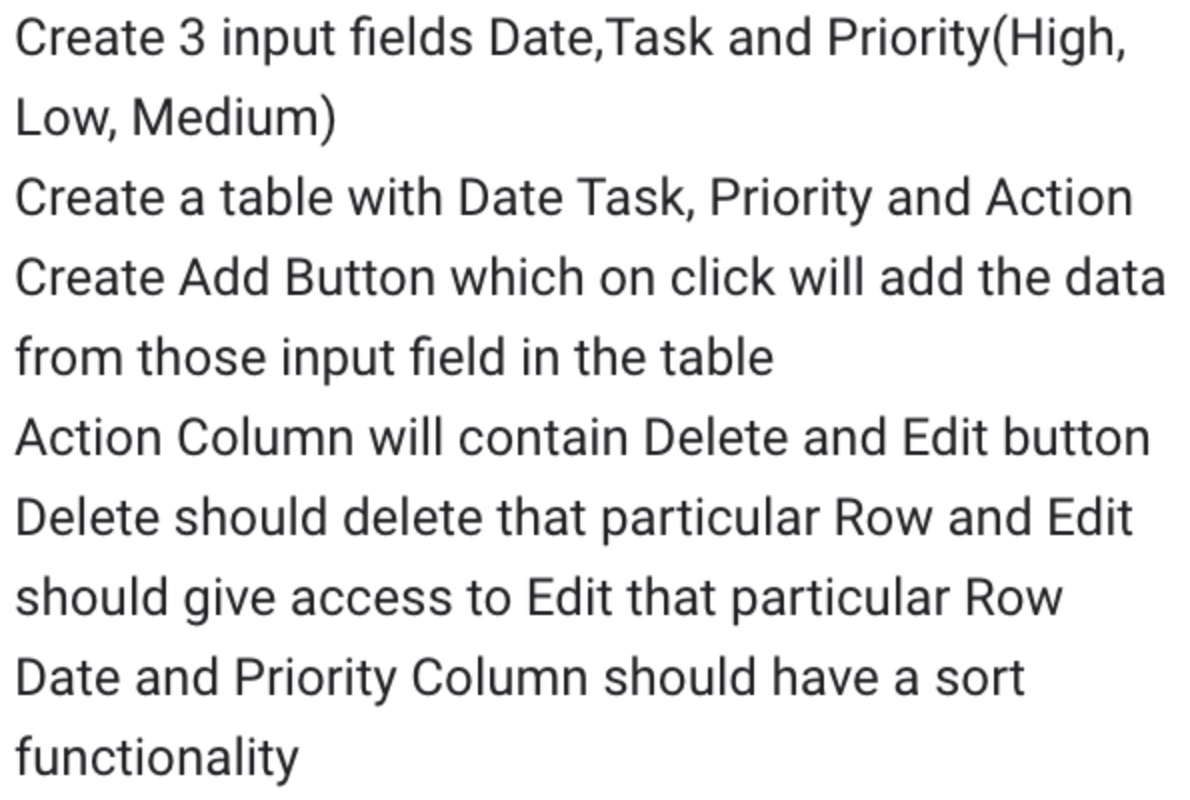 Create 3 input fields Date,Task and Priority(High,
Low, Medium)
Create a table with Date Task, Priority and Action
Create Add Button which on click will add the data
from those input field in the table
Action Column will contain Delete and Edit button
Delete should delete that particular Row and Edit
should give access to Edit that particular Row
Date and Priority Column should have a sort
functionality